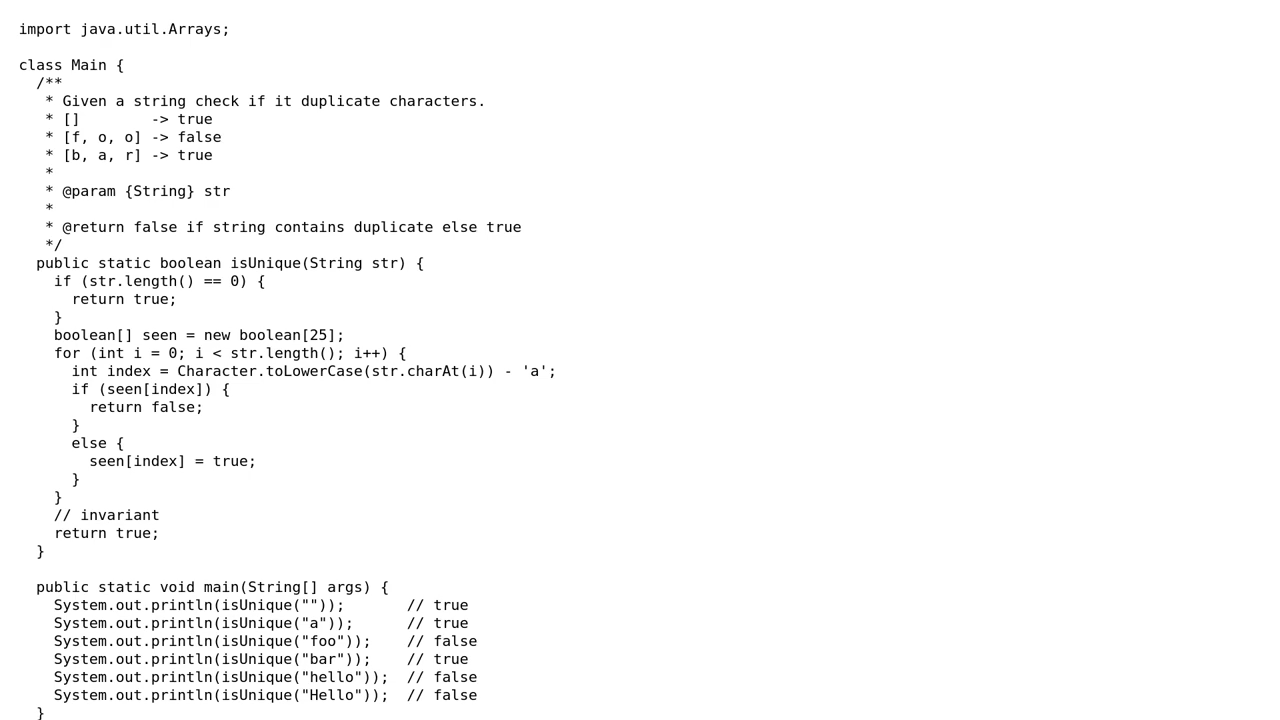 import java.util.Arrays;

class Main {
  /**
   * Given a string check if it duplicate characters.
   * []        -> true
   * [f, o, o] -> false
   * [b, a, r] -> true
   *
   * @param {String} str
   *
   * @return false if string contains duplicate else true
   */
  public static boolean isUnique(String str) {
    if (str.length() == 0) {
      return true;
    }
    boolean[] seen = new boolean[25];
    for (int i = 0; i < str.length(); i++) {
      int index = Character.toLowerCase(str.charAt(i)) - 'a';
      if (seen[index]) {
        return false;
      }
      else {
        seen[index] = true;
      }
    }
    // invariant
    return true;
  }

  public static void main(String[] args) {
    System.out.println(isUnique(""));       // true
    System.out.println(isUnique("a"));      // true
    System.out.println(isUnique("foo"));    // false
    System.out.println(isUnique("bar"));    // true
    System.out.println(isUnique("hello"));  // false
    System.out.println(isUnique("Hello"));  // false
  }